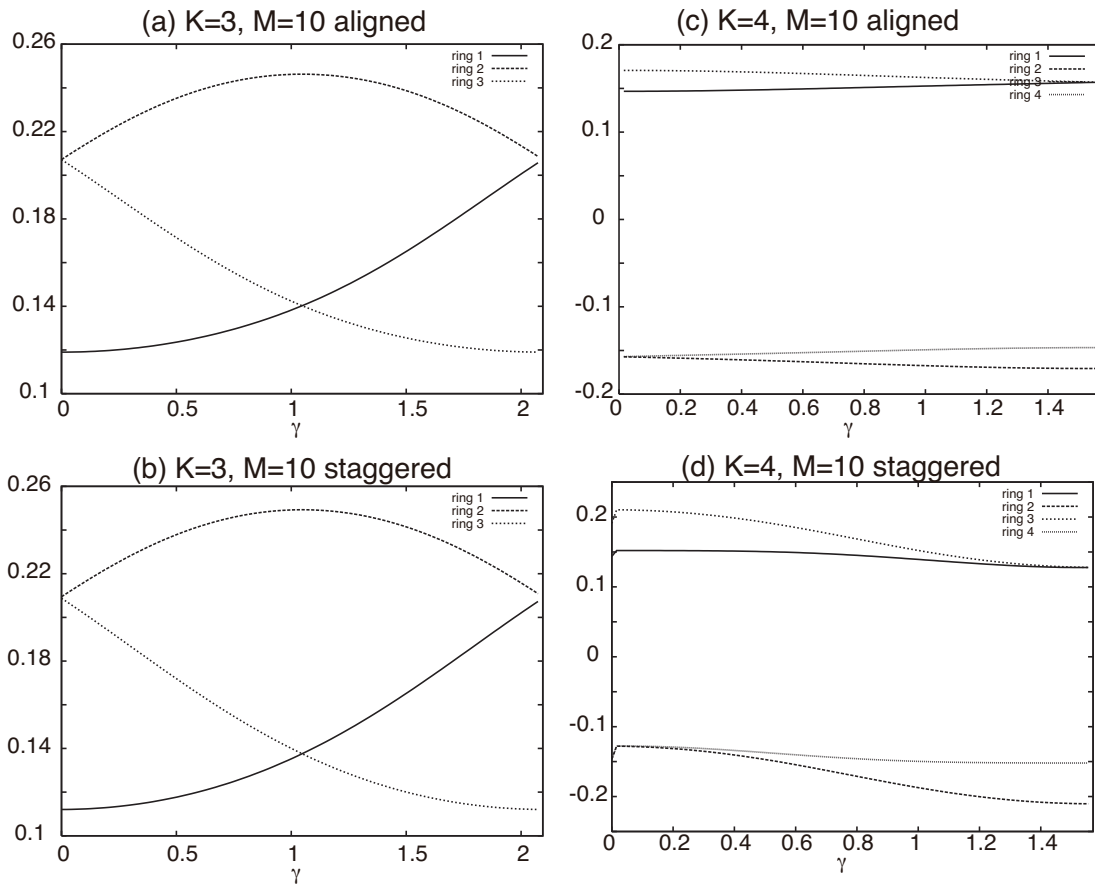 (a) K=3, M=10 aligned
0.26
0.22
0.18
0.14
0.1
ring 1
ring 2
ring 3
0
0.5
1
1.5
2
γ
(c) K=4, M=10 aligned
0.2
0.1
0
-0.1
-0.2
ring 1
ring 2
ring 3
ring 4
0
0.2
0.4
0.6
0.8
1
1.2
1.4
γ
(b) K=3, M=10 staggered
0.26
0.22
0.18
0.14
0.1
ring 1
ring 2
ring 3
0
0.5
1
1.5
2
γ
(d) K=4, M=10 staggered
0.2
0.1
0
-0.1
-0.2
ring 1
ring 2
ring 3
ring 4
0
0.2
0.4
0.6
0.8
1
1.2
1.4
γ